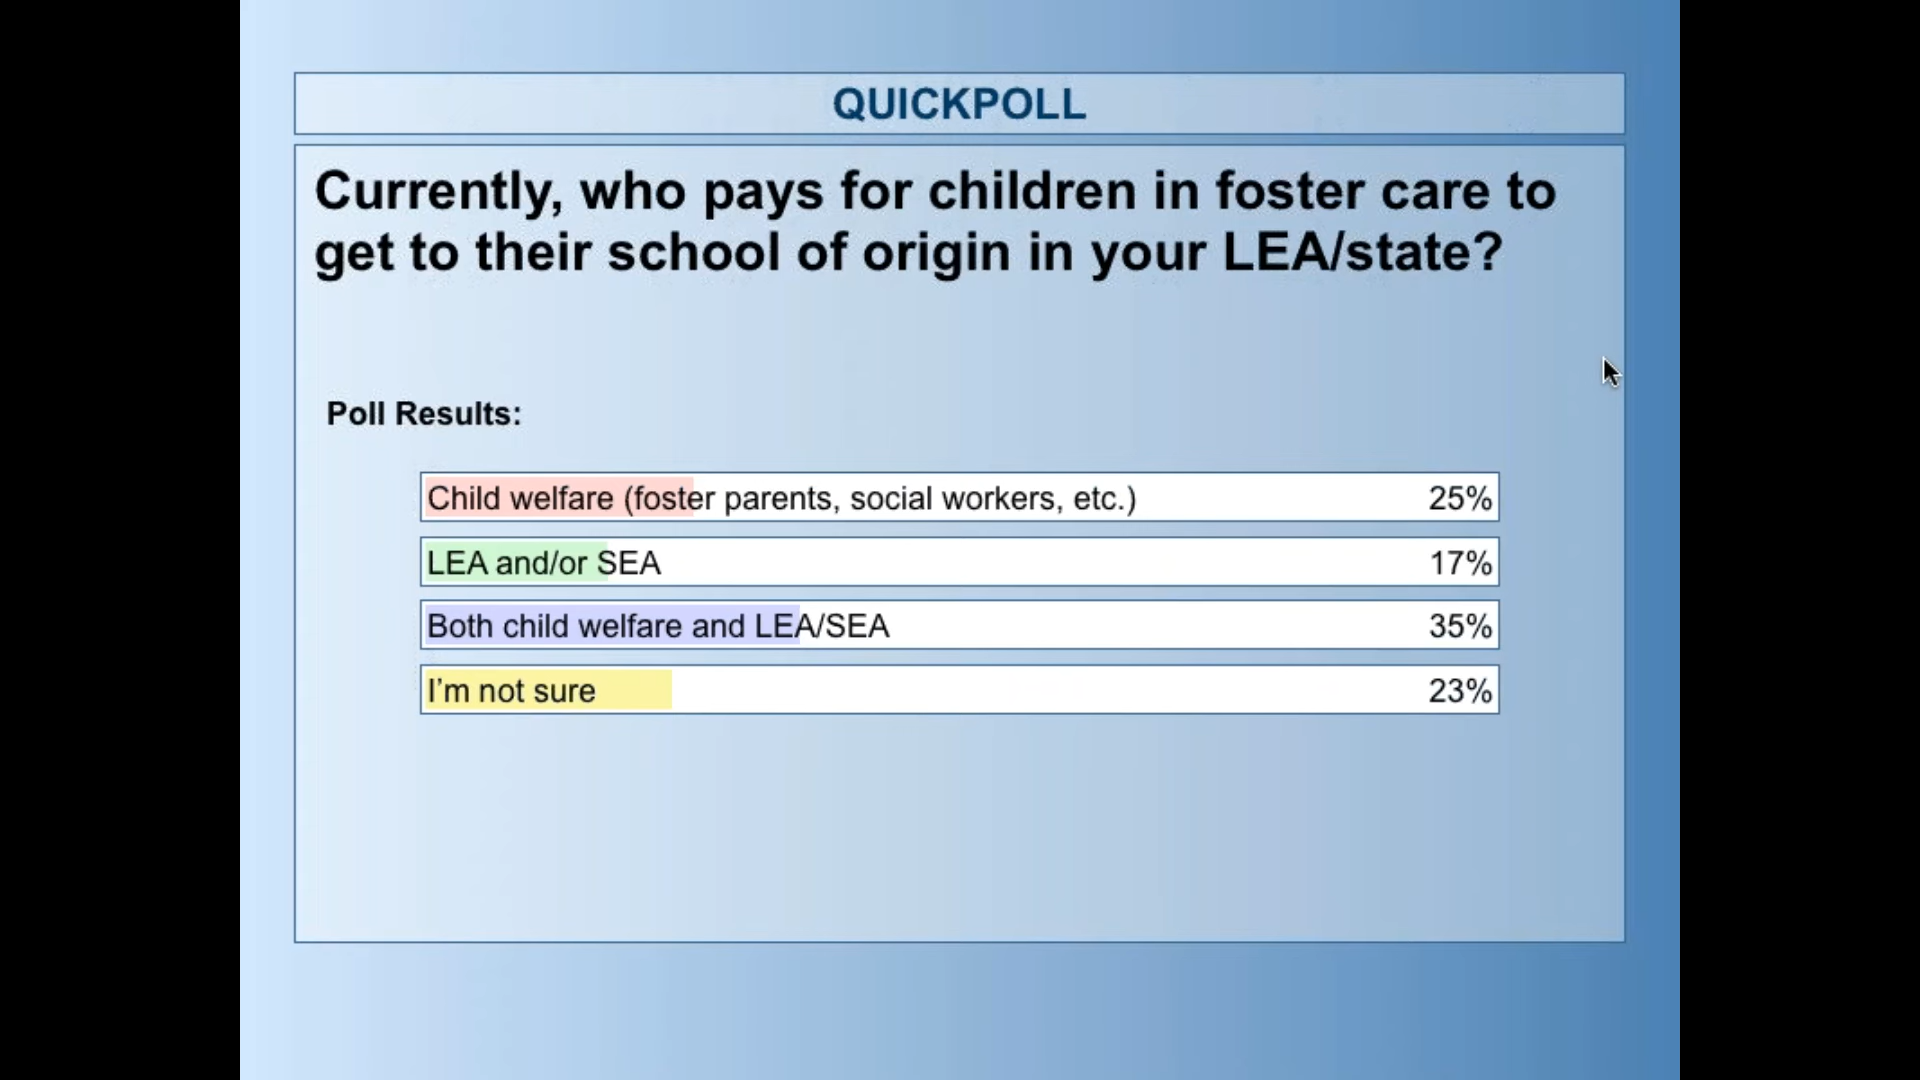 QUICKPOLL
Currently, who pays for children in foster care to
get to their school of origin in your LEA/state?
Poll Results:
Child welfare (foster parents, social workers, etc.) 25%
LEA and/or SEA 17%
Both child welfare and LEA/SEA 35%
I’m not sure 23%